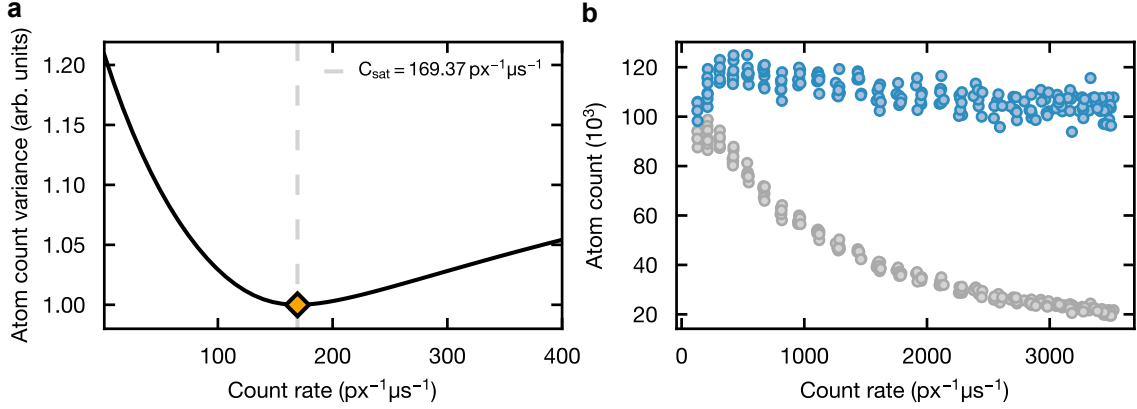 a
Atom count variance (arb. units)
1.20
1.15
1.10
1.05
1.00
C_sat = 169.37 px⁻¹µs⁻¹
100 200 300 400
Count rate (px⁻¹µs⁻¹)
b
Atom count (10³)
120
100
80
60
40
20
0 1000 2000 3000
Count rate (px⁻¹µs⁻¹)